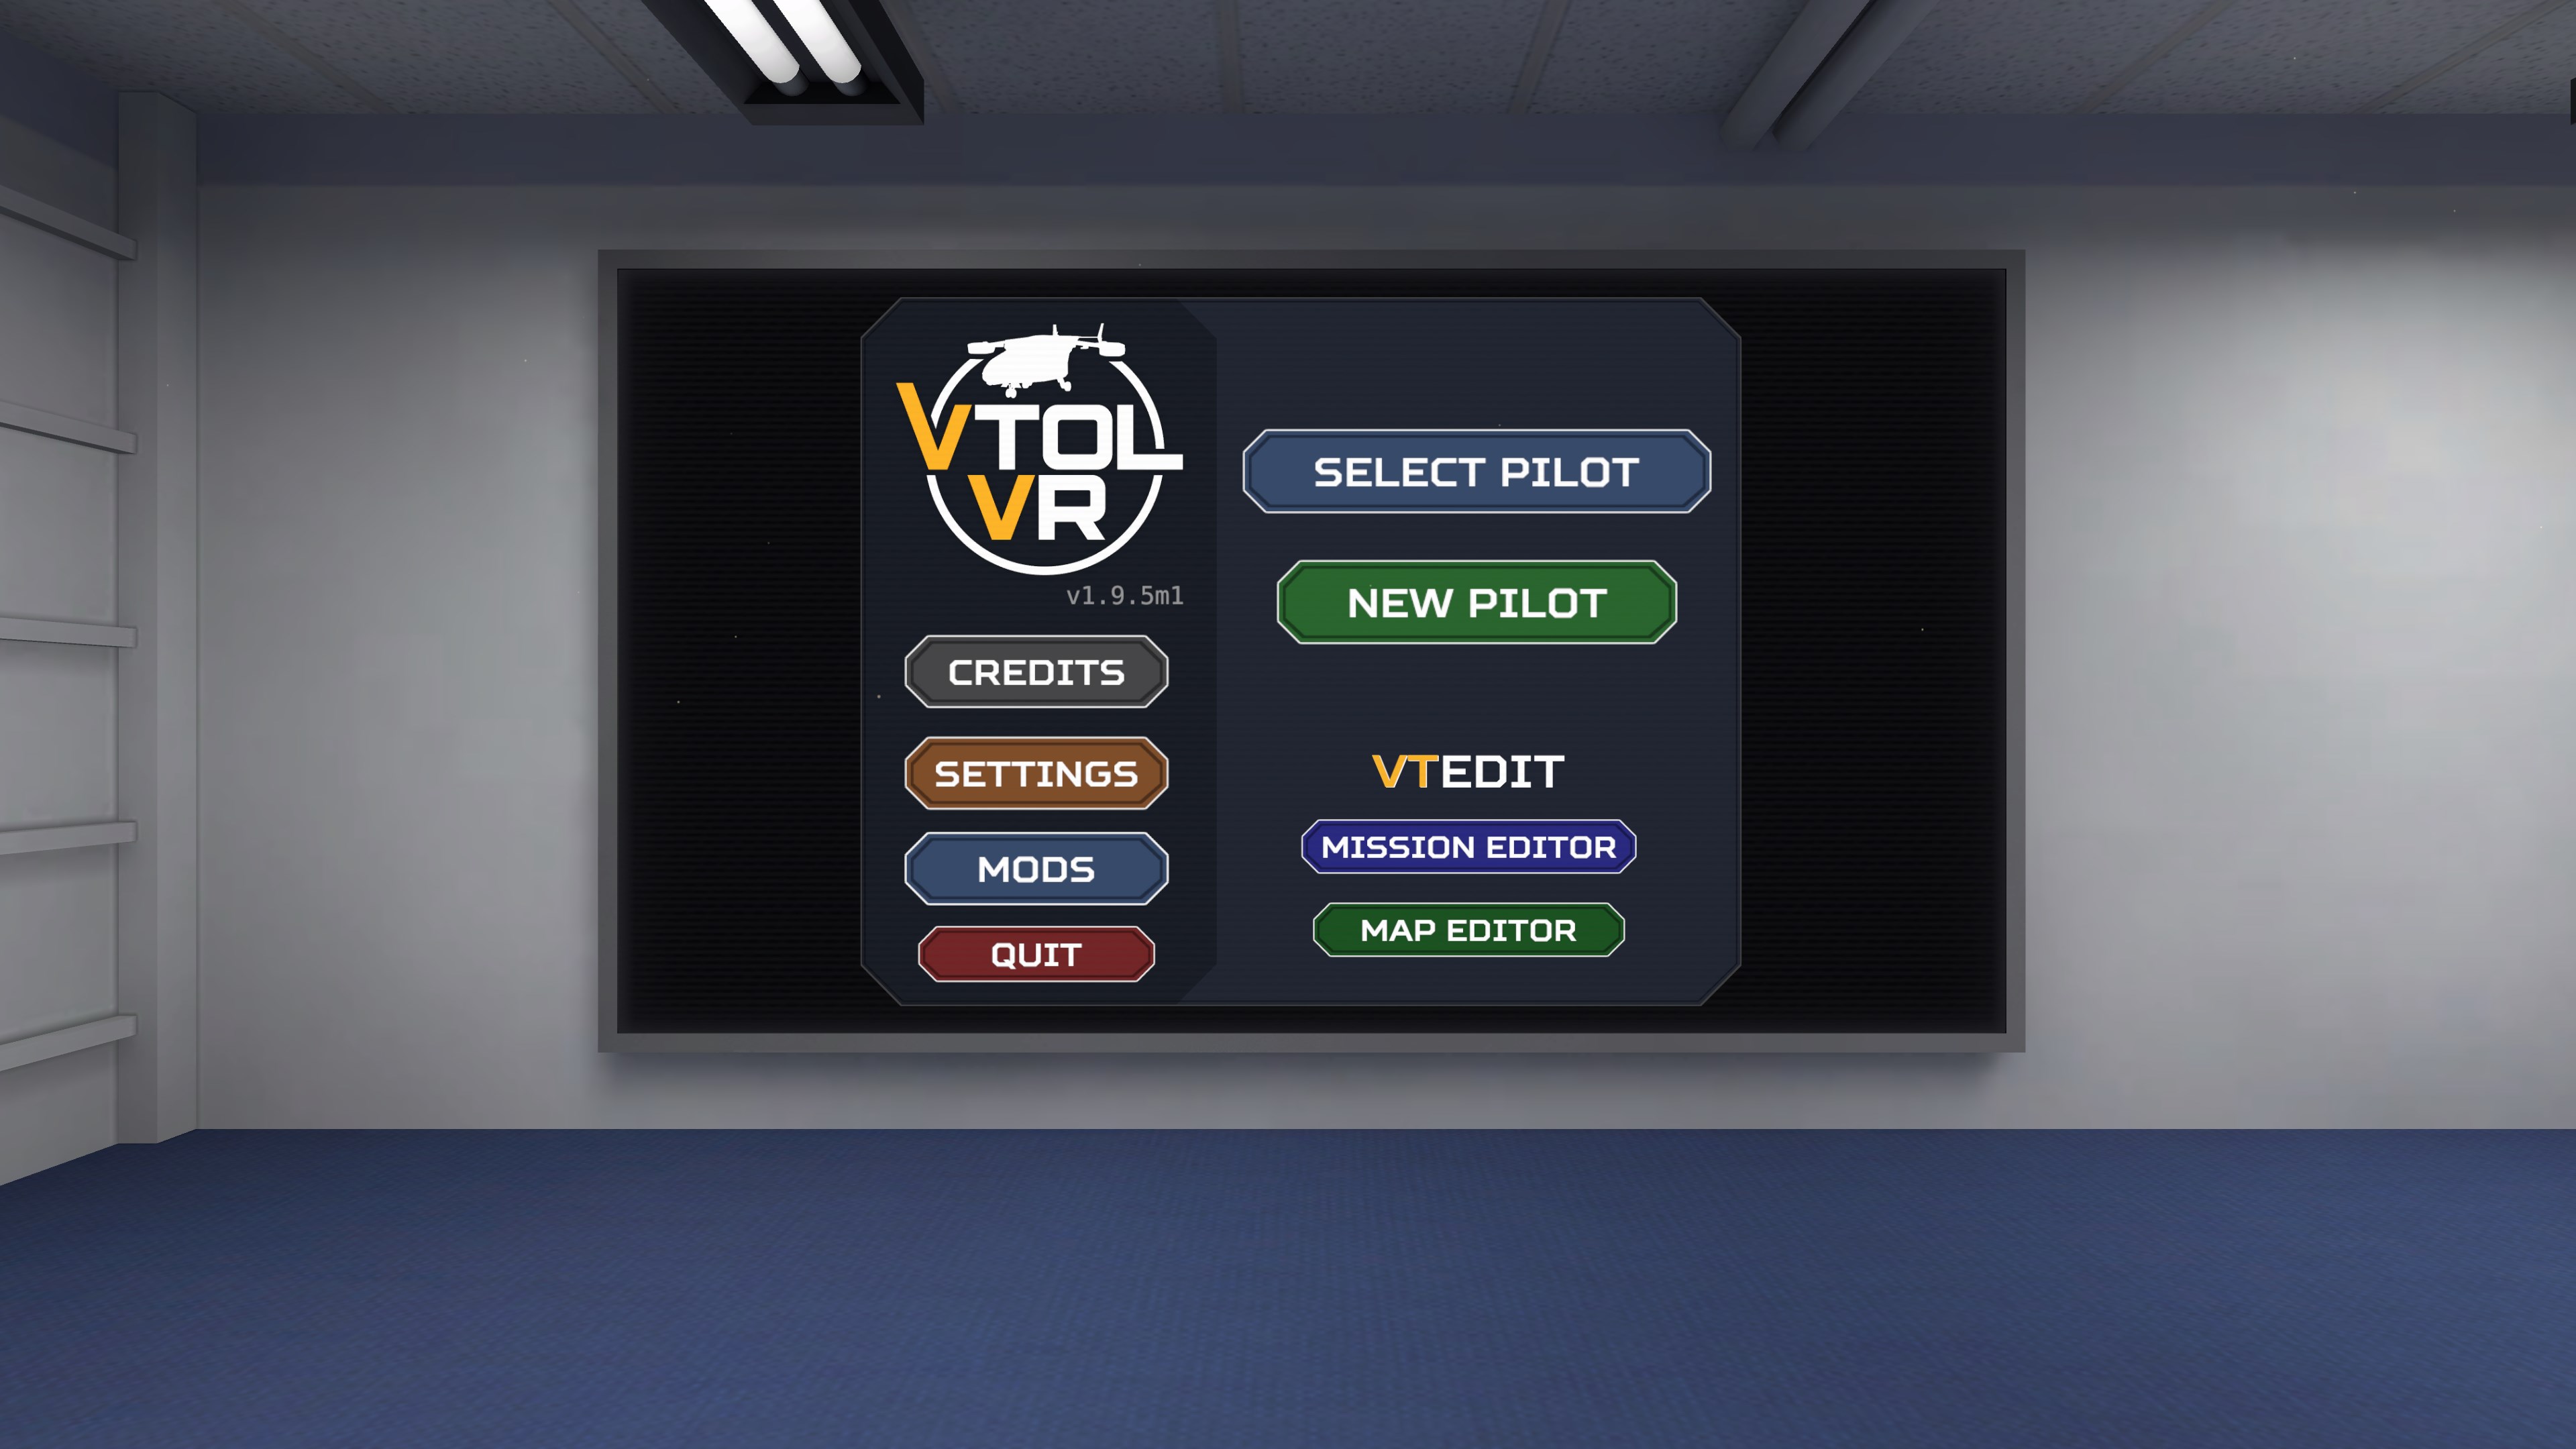 VTOL
VR
v1.9.5m1
CREDITS
SETTINGS
MODS
QUIT
SELECT PILOT
NEW PILOT
VTEDIT
MISSION EDITOR
MAP EDITOR